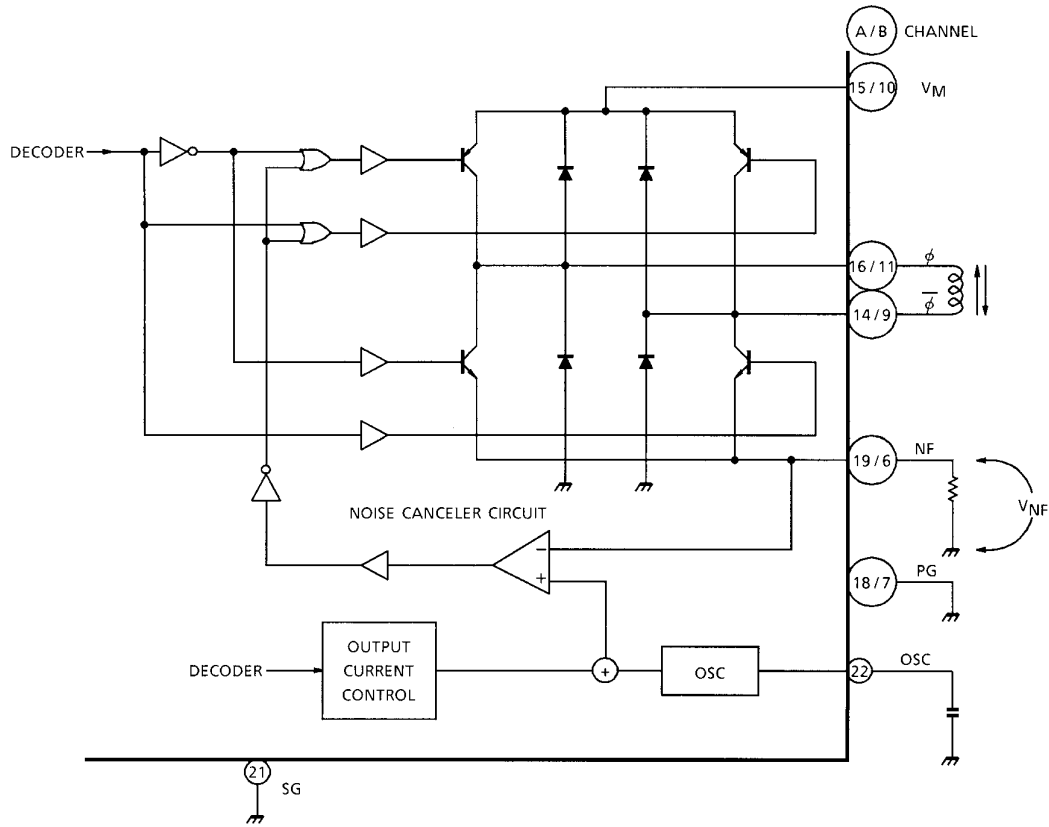 A / B CHANNEL
15 / 10 VM
DECODER
16 / 11 ϕ
14 / 9 ϕ̅
19 / 6 NF
VNF
NOISE CANCELER CIRCUIT
−
+
18 / 7 PG
DECODER
OUTPUT
CURRENT
CONTROL
+
OSC
22 OSC
21 SG